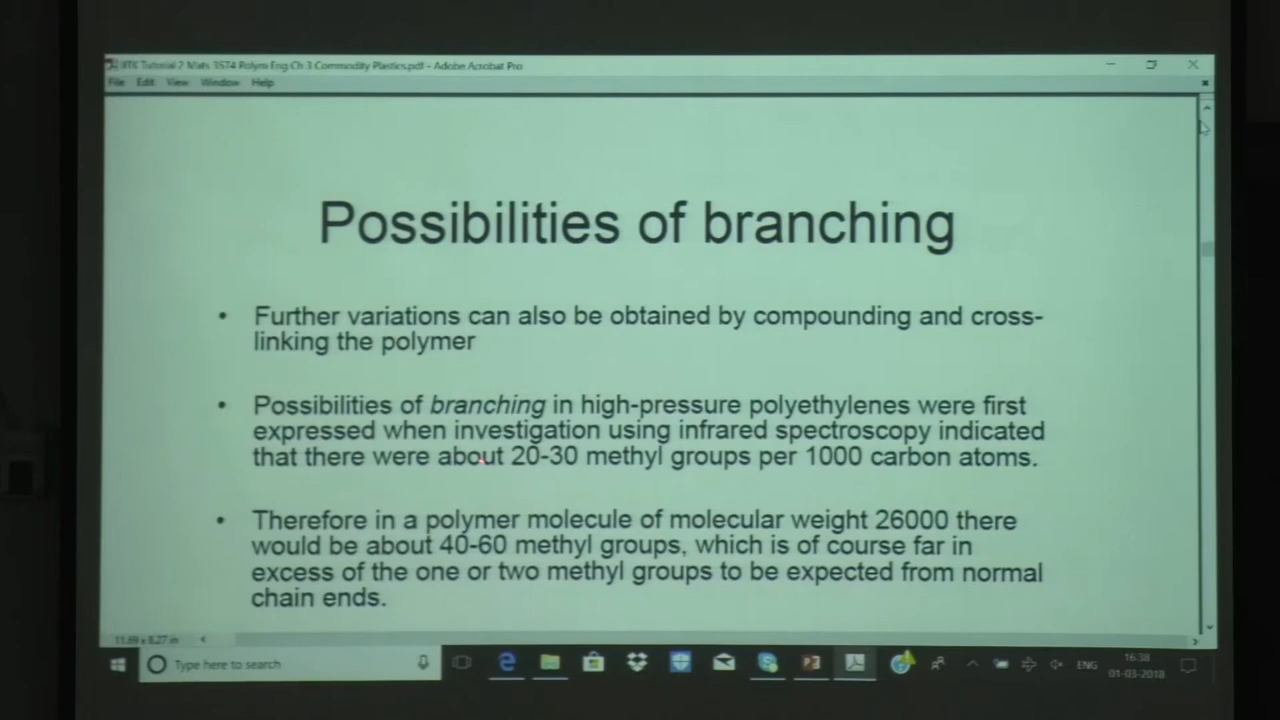 IITK Tutorial 2 Mats 3574 Polym Eng Ch 3 Commodity Plastics.pdf - Adobe Acrobat Pro
File Edit View Window Help
Possibilities of branching
• Further variations can also be obtained by compounding and cross-
linking the polymer
• Possibilities of branching in high-pressure polyethylenes were first
expressed when investigation using infrared spectroscopy indicated
that there were about 20-30 methyl groups per 1000 carbon atoms.
• Therefore in a polymer molecule of molecular weight 26000 there
would be about 40-60 methyl groups, which is of course far in
excess of the one or two methyl groups to be expected from normal
chain ends.
11.69 x 8.27 in
Type here to search
ENG
16:38
01-03-2018